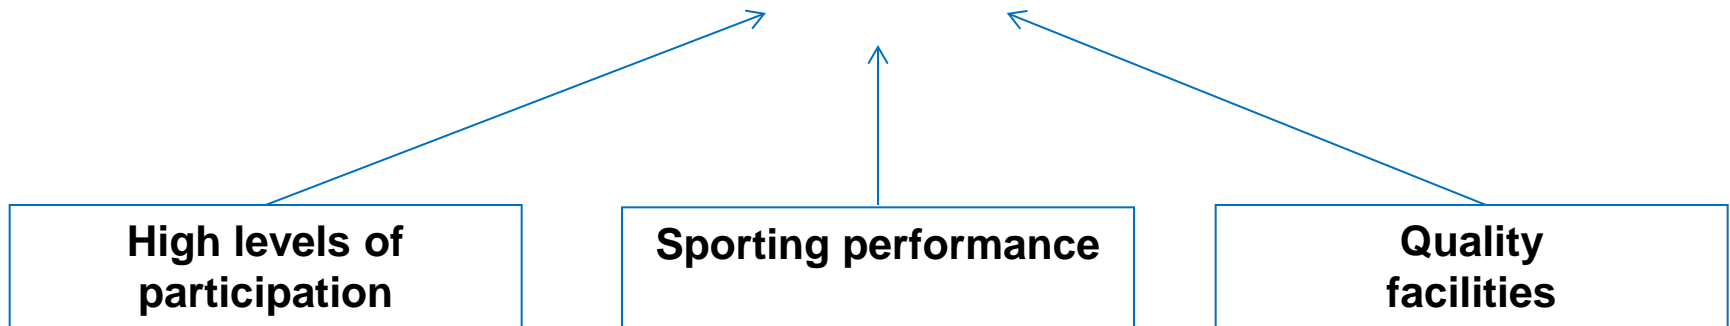 High levels of
participation
Sporting performance
Quality
facilities